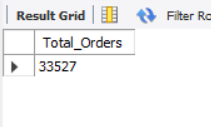 Result Grid Filter Ro
Total_Orders
33527